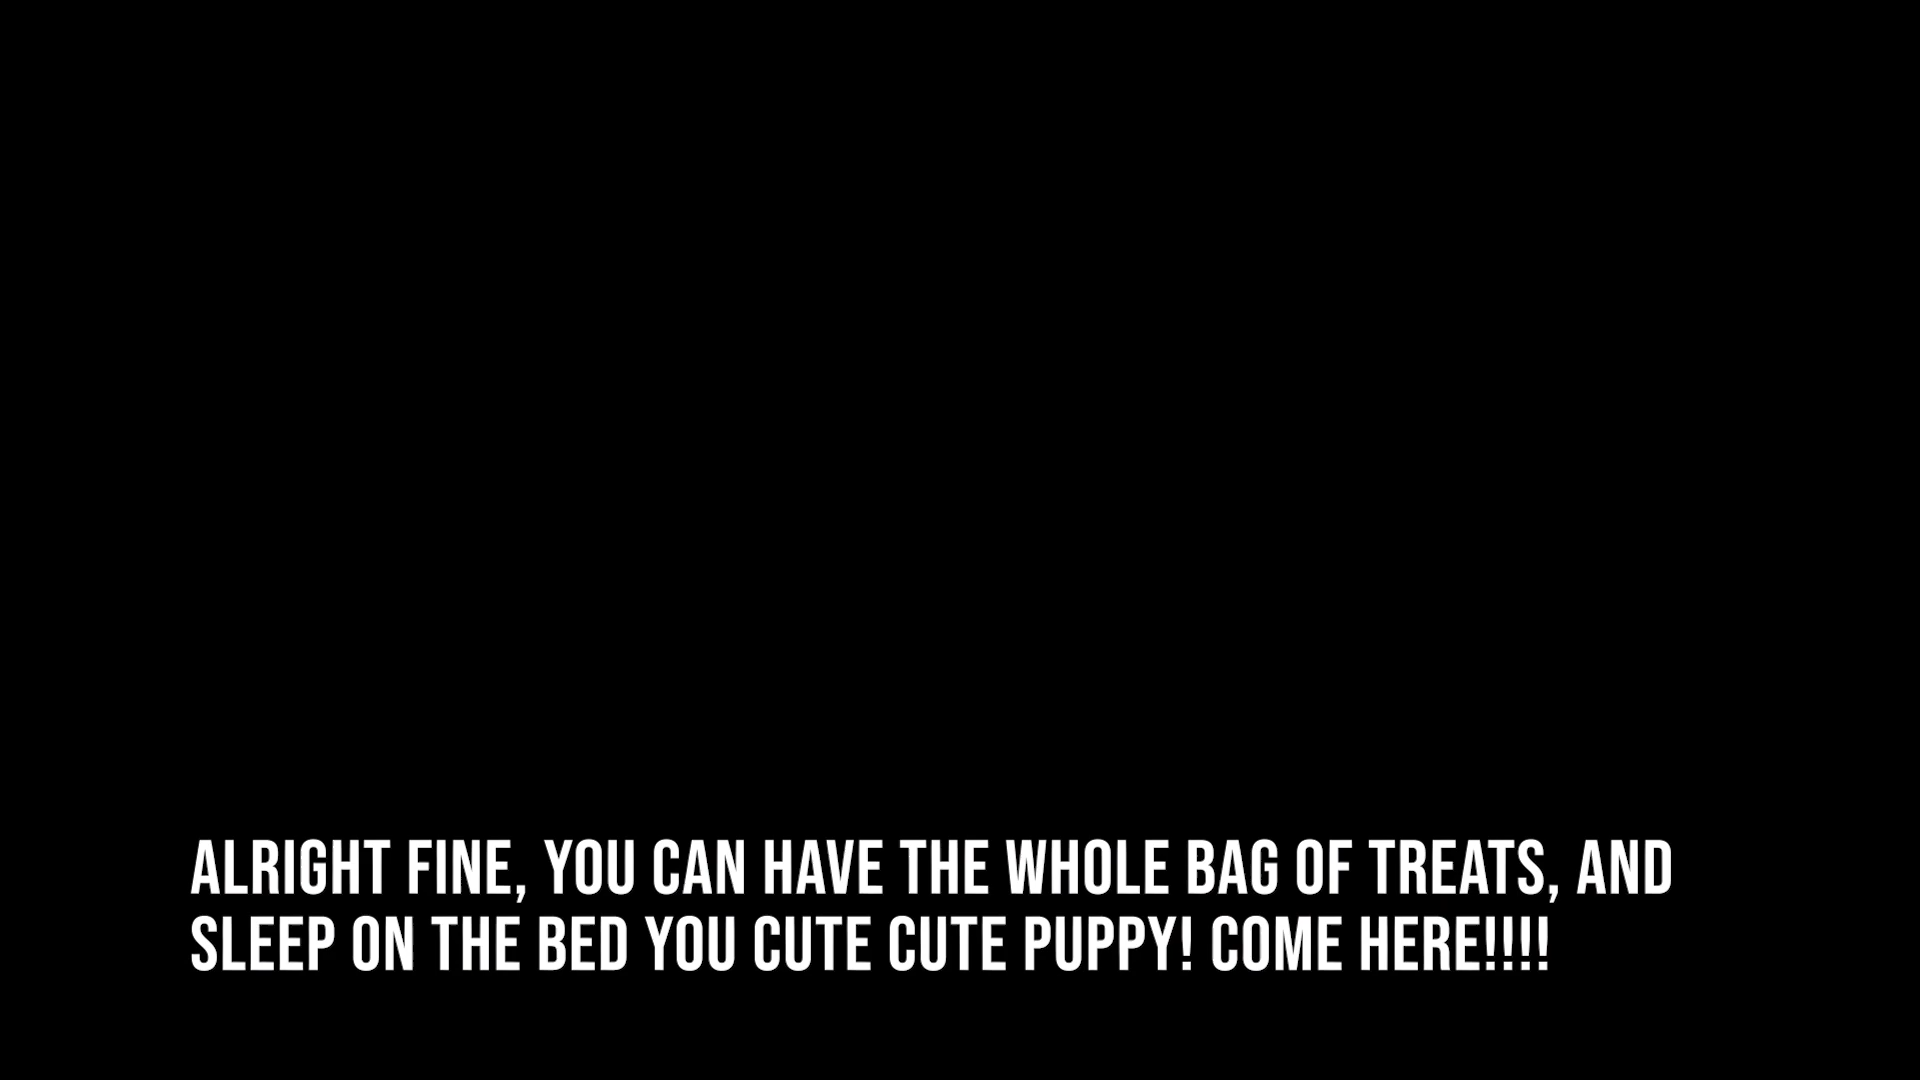 ALRIGHT FINE, YOU CAN HAVE THE WHOLE BAG OF TREATS, AND
SLEEP ON THE BED YOU CUTE CUTE PUPPY! COME HERE!!!!